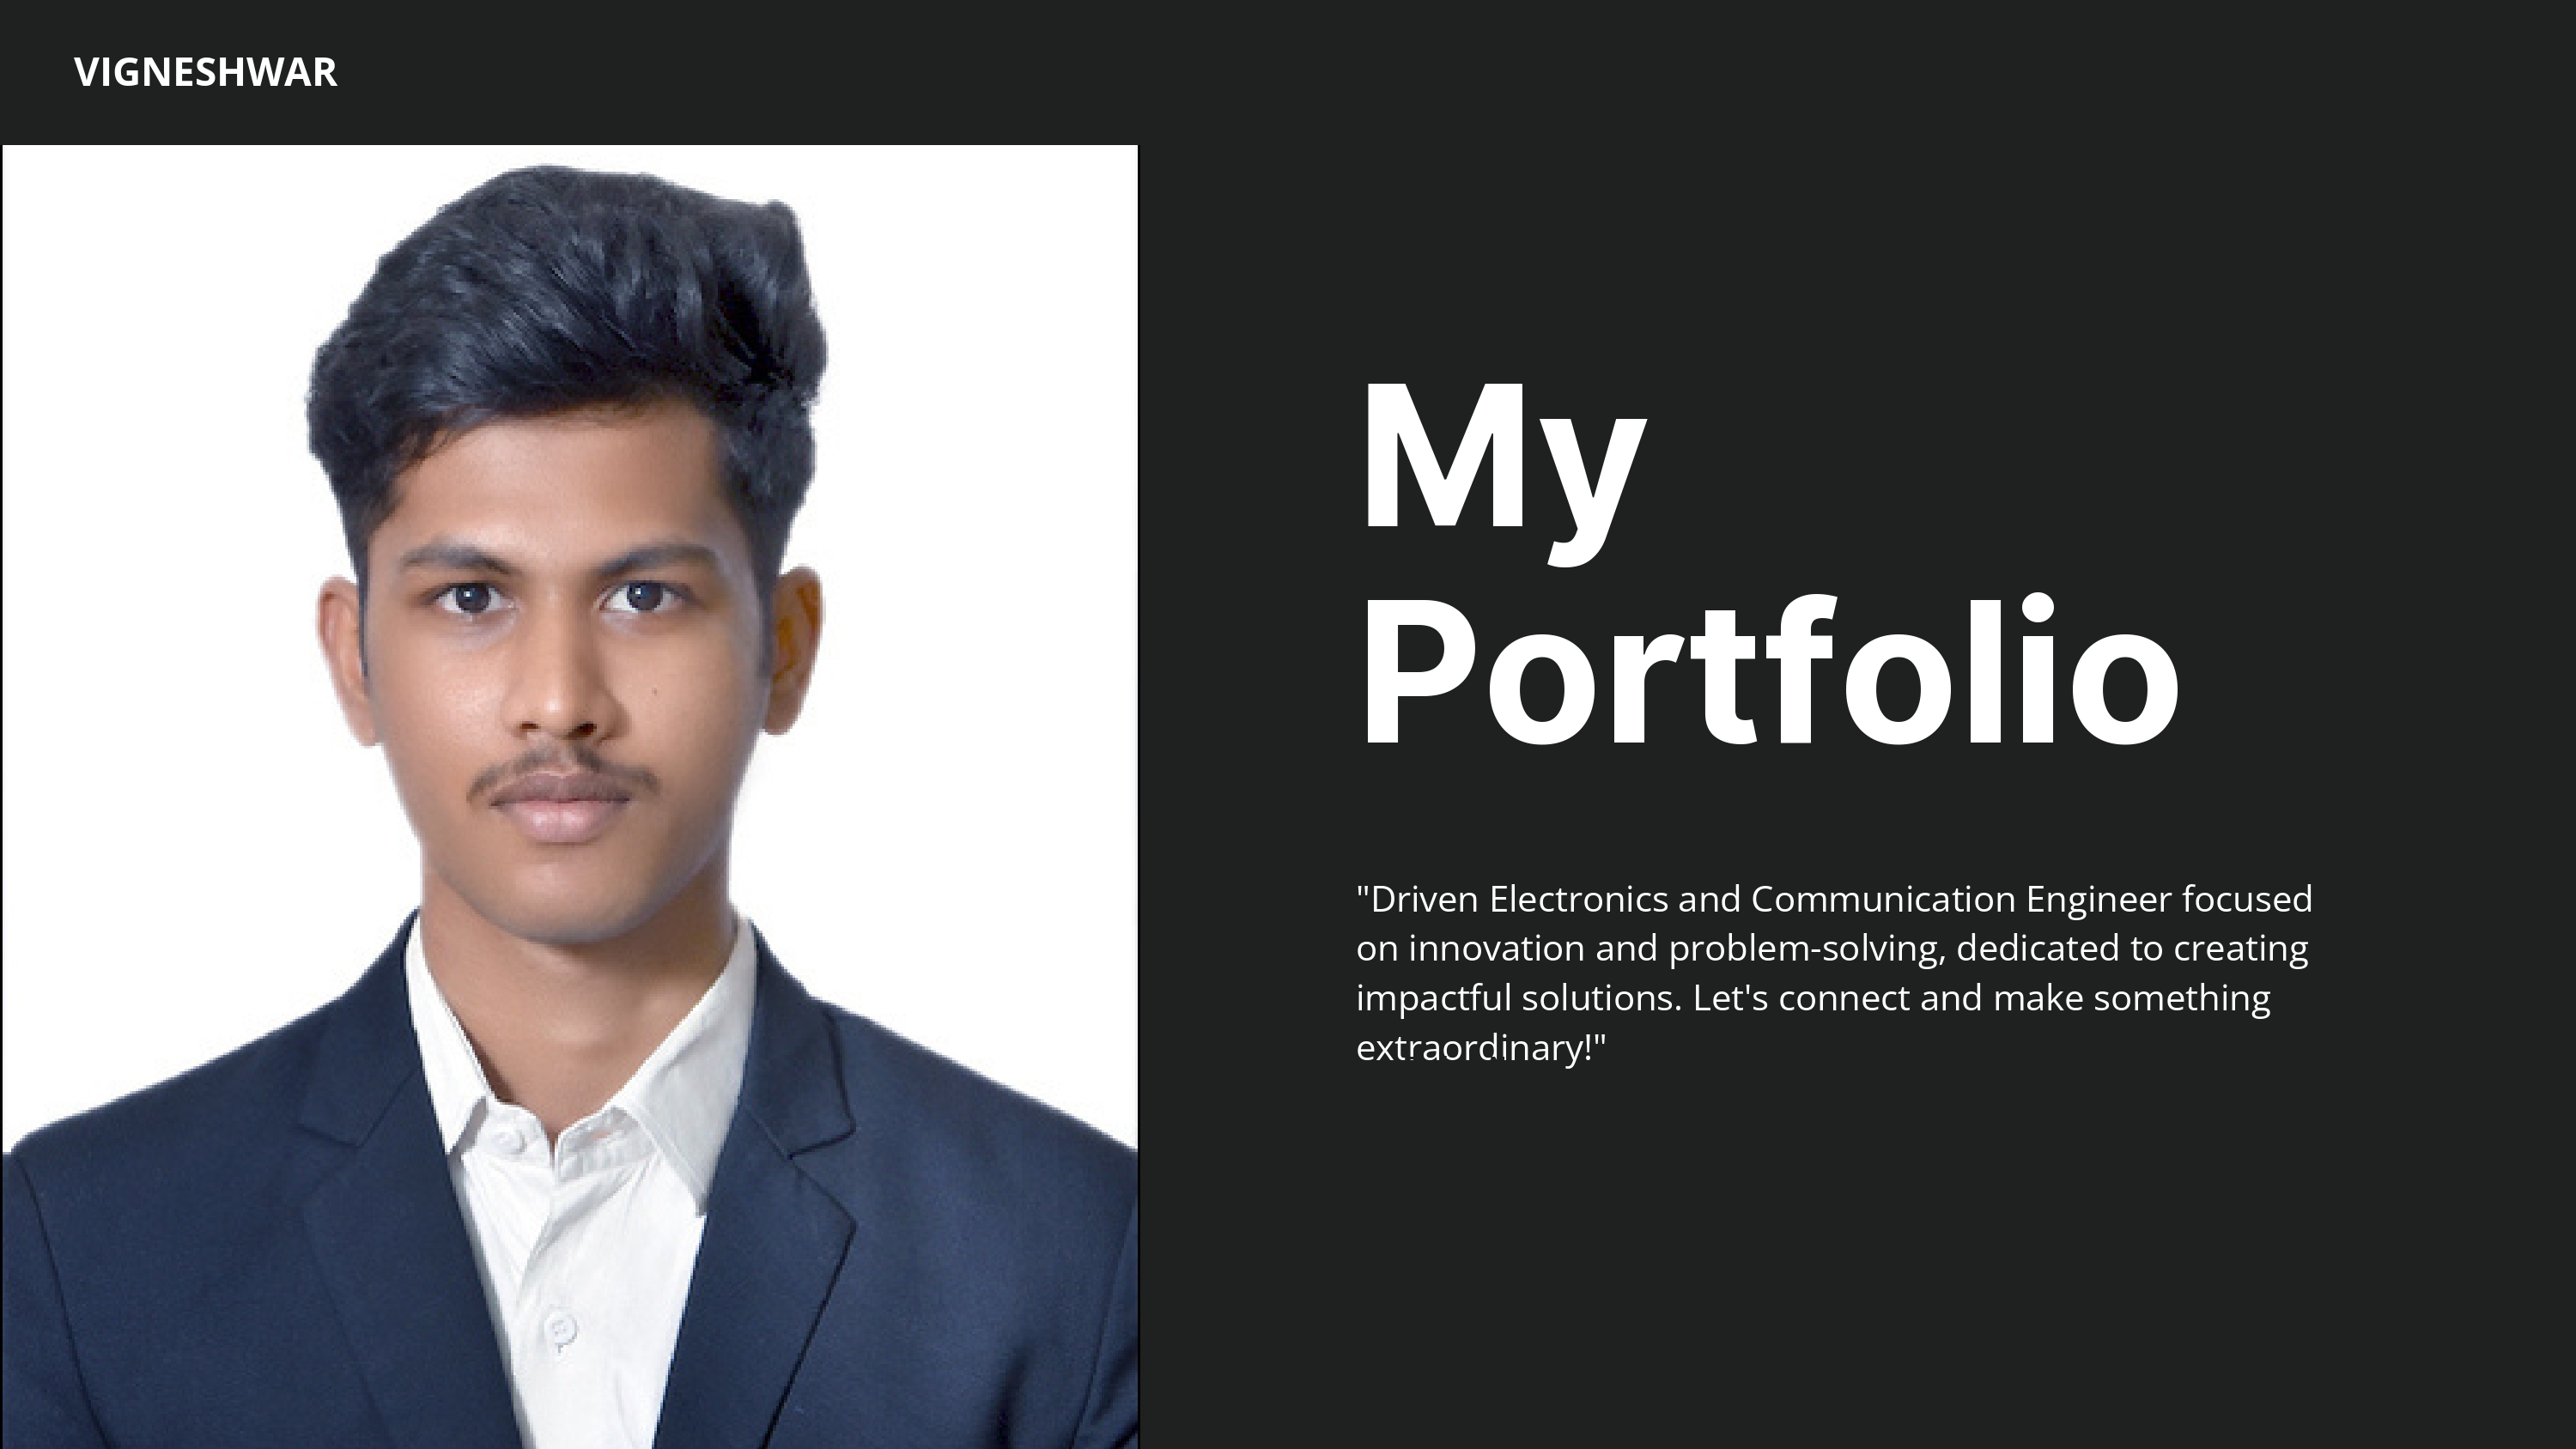 VIGNESHWAR
My
Portfolio
"Driven Electronics and Communication Engineer focused
on innovation and problem-solving, dedicated to creating
impactful solutions. Let's connect and make something
extraordinary!"